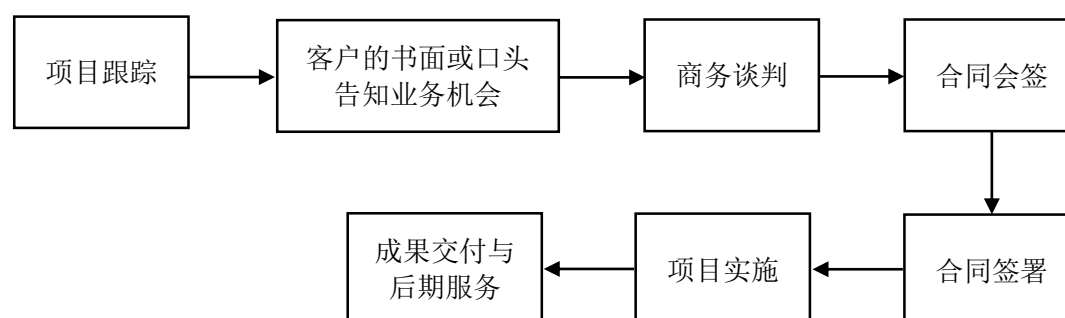 项目跟踪
客户的书面或口头
告知业务机会
商务谈判
合同会签
合同签署
项目实施
成果交付与
后期服务